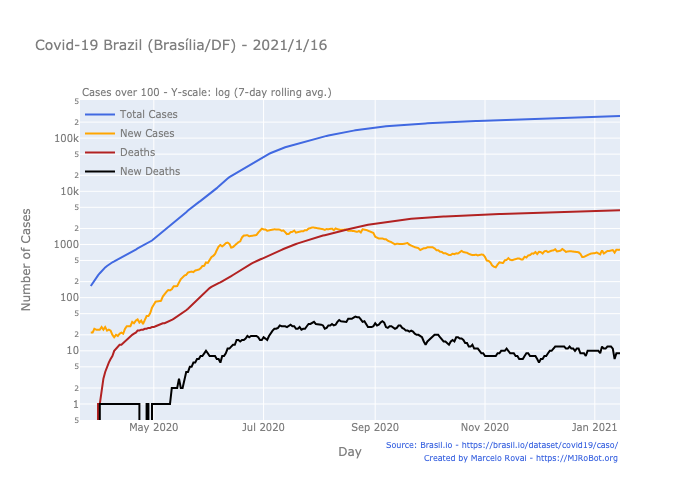 Covid-19 Brazil (Brasília/DF) - 2021/1/16
Cases over 100 - Y-scale: log (7-day rolling avg.)
Total Cases
New Cases
Deaths
New Deaths
5
2
100k
5
2
10k
5
2
1000
5
2
100
5
2
10
5
2
1
5
Number of Cases
May 2020
Jul 2020
Sep 2020
Nov 2020
Jan 2021
Day
Source: Brasil.io - https://brasil.io/dataset/covid19/caso/
Created by Marcelo Rovai - https://MJRoBot.org